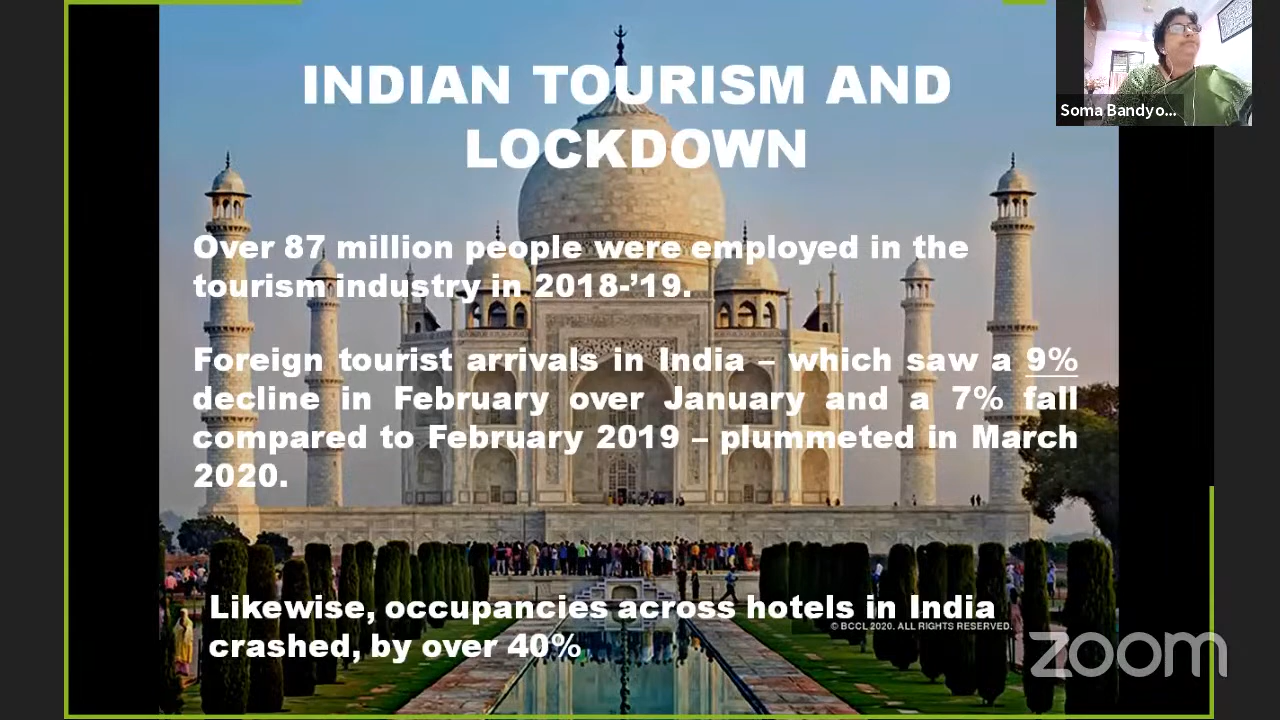 INDIAN TOURISM AND
LOCKDOWN
Soma Bandyo...
Over 87 million people were employed in the
tourism industry in 2018-’19.
Foreign tourist arrivals in India – which saw a 9%
decline in February over January and a 7% fall
compared to February 2019 – plummeted in March
2020.
Likewise, occupancies across hotels in India
crashed, by over 40%
© BCCL 2020. ALL RIGHTS RESERVED.
zoom